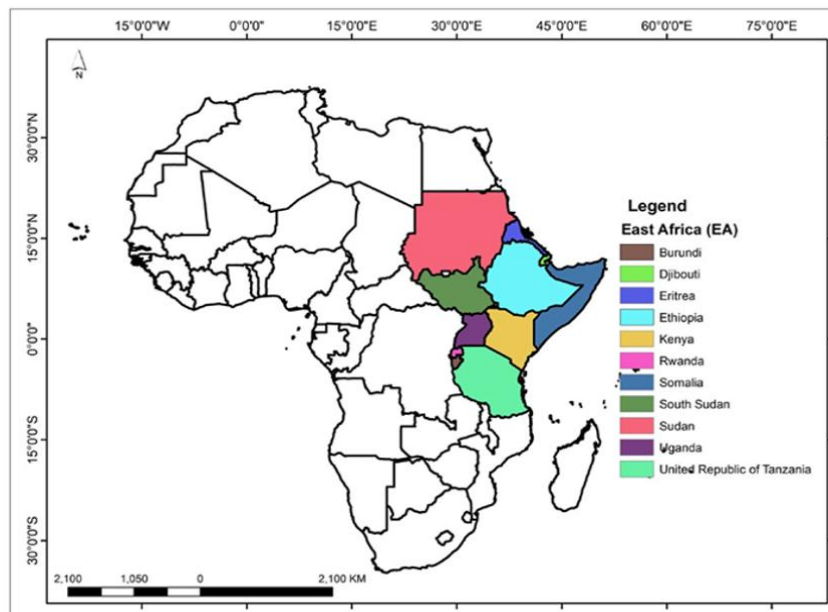 15°0'0"W 0°0'0" 15°0'0"E 30°0'0"E 45°0'0"E 60°0'0"E 75°0'0"E
N
30°0'0"N
15°0'0"N
0°0'0"
15°0'0"S
30°0'0"S
Legend
East Africa (EA)
Burundi
Djibouti
Eritrea
Ethiopia
Kenya
Rwanda
Somalia
South Sudan
Sudan
Uganda
United Republic of Tanzania
2,100 1,050 0 2,100 KM